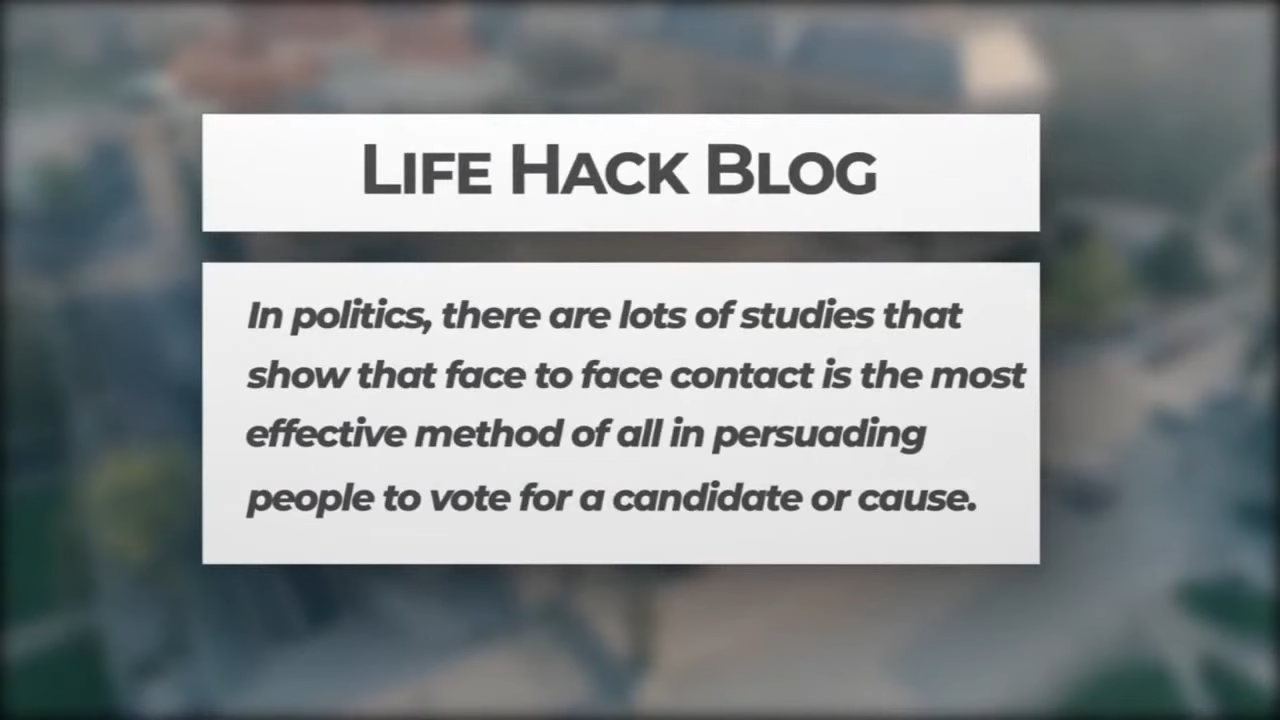 Life Hack Blog
In politics, there are lots of studies that
show that face to face contact is the most
effective method of all in persuading
people to vote for a candidate or cause.